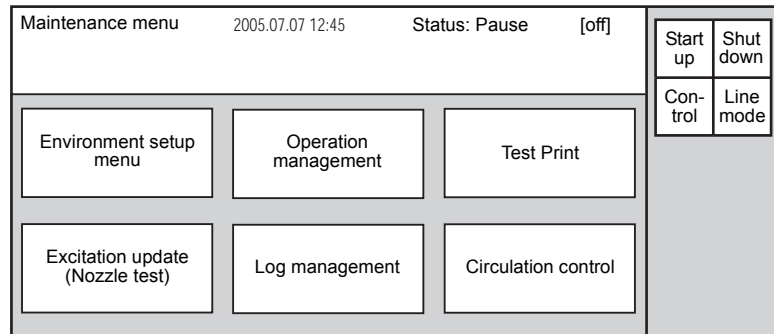 Maintenance menu 2005.07.07 12:45 Status: Pause [off]
Start
up
Shut
down
Con-
trol
Line
mode
Environment setup
menu
Operation
management
Test Print
Excitation update
(Nozzle test)
Log management
Circulation control